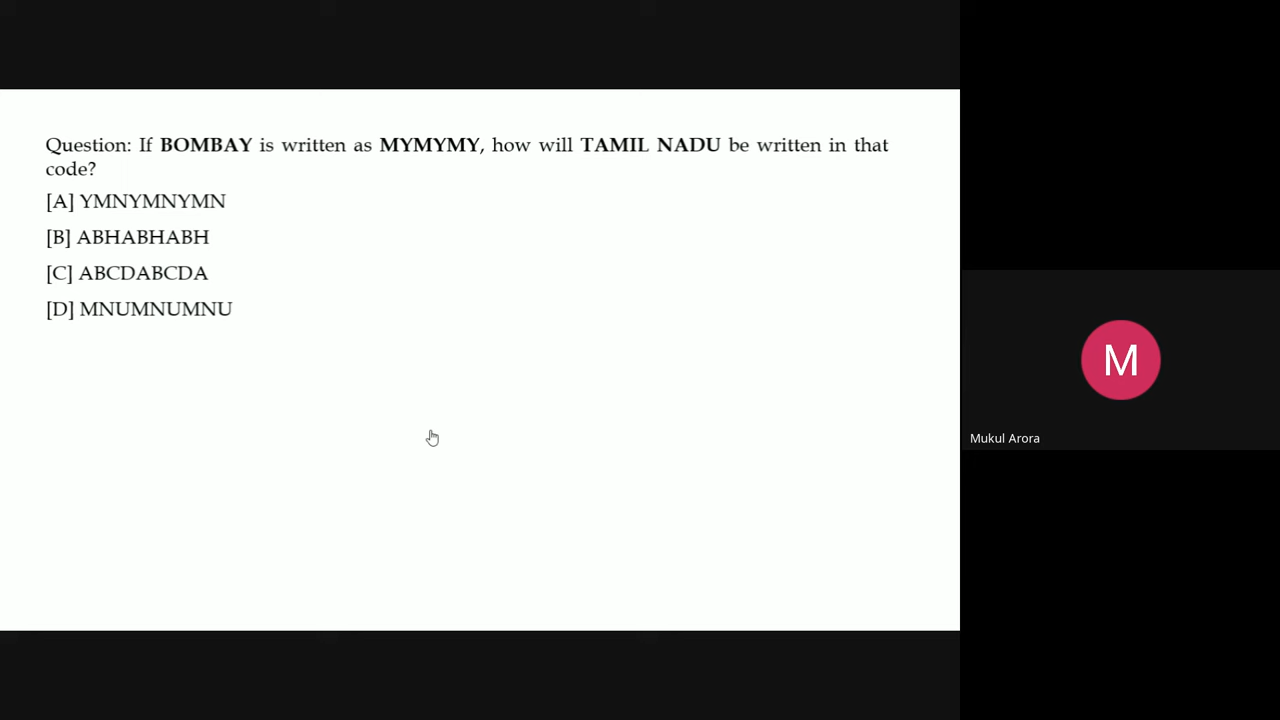 Question: If BOMBAY is written as MYMYMY, how will TAMIL NADU be written in that
code?
[A] YMNYMNYMN
[B] ABHABHABH
[C] ABCDABCDA
[D] MNUMNUMNU
M
Mukul Arora